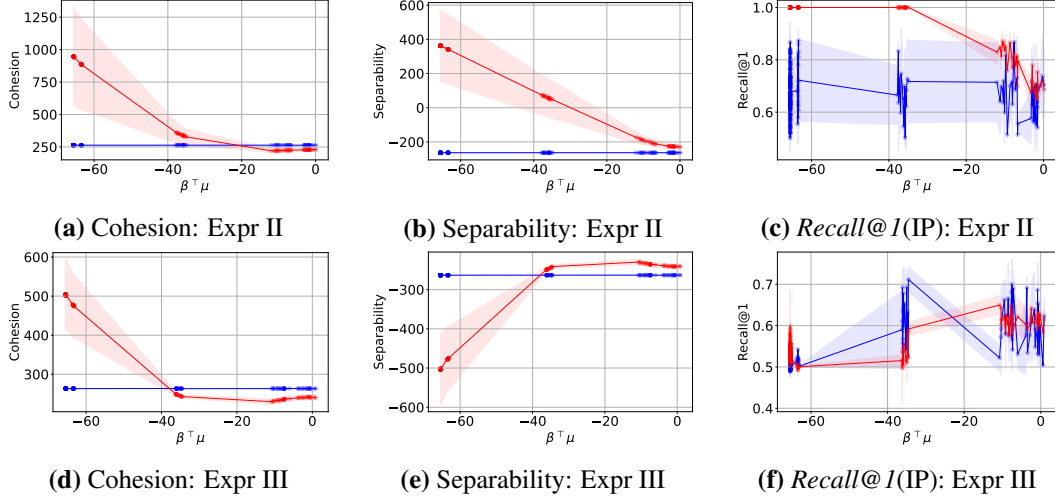 1250
1000
750
500
250
Cohesion
−60 −40 −20 0
β⊤μ
(a) Cohesion: Expr II
600
400
200
0
−200
Separability
−60 −40 −20 0
β⊤μ
(b) Separability: Expr II
1.0
0.8
0.6
Recall@1
−60 −40 −20 0
β⊤μ
(c) Recall@1(IP): Expr II
600
500
400
300
Cohesion
−60 −40 −20 0
β⊤μ
(d) Cohesion: Expr III
−300
−400
−500
−600
Separability
−60 −40 −20 0
β⊤μ
(e) Separability: Expr III
0.7
0.6
0.5
0.4
Recall@1
−60 −40 −20 0
β⊤μ
(f) Recall@1(IP): Expr III